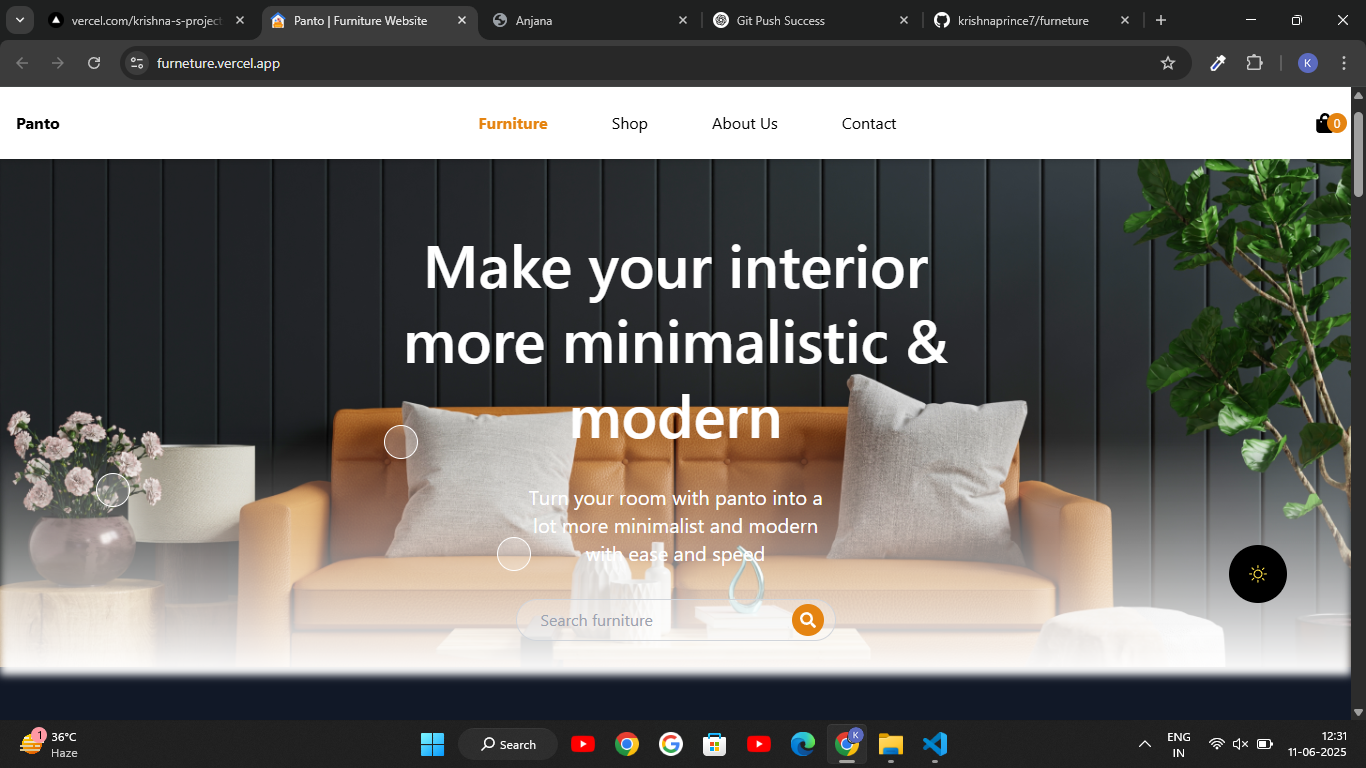 vercel.com/krishna-s-project
Panto | Furniture Website
Anjana
Git Push Success
krishnaprince7/furneture
furneture.vercel.app
K
Panto
Furniture
Shop
About Us
Contact
0
Make your interior
more minimalistic &
modern
Turn your room with panto into a
lot more minimalist and modern
with ease and speed
Search furniture
1
36°C
Haze
Search
K
ENG
IN
12:31
11-06-2025